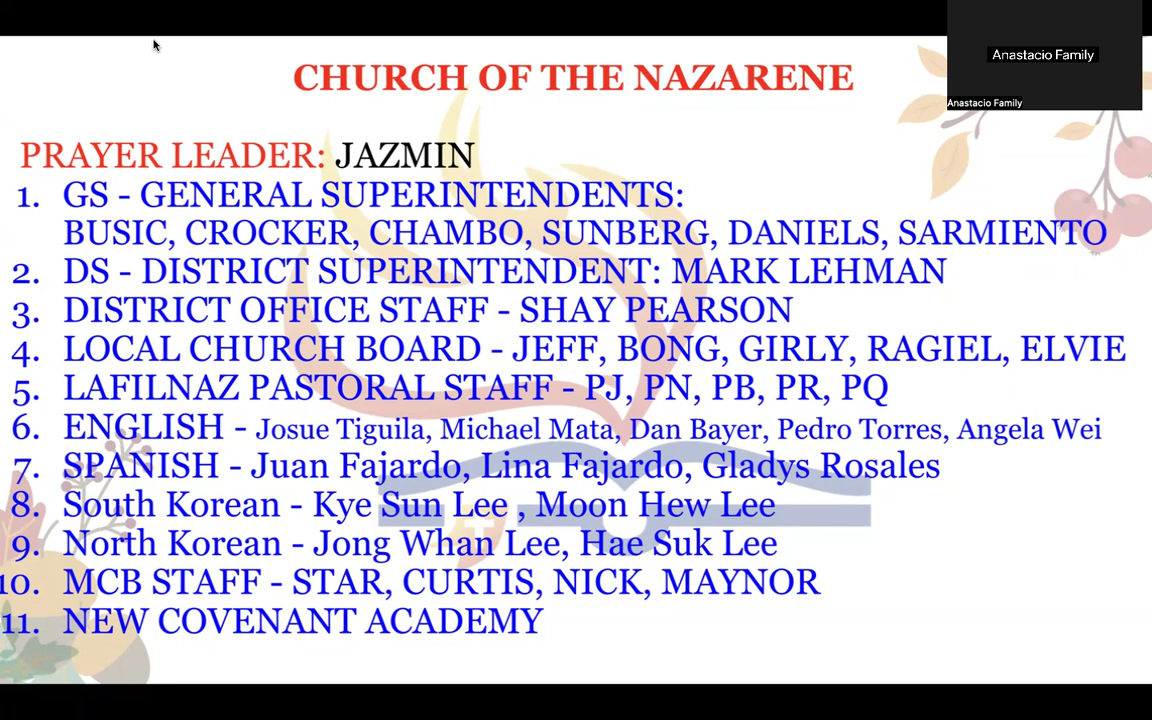 Anastacio Family
Anastacio Family
CHURCH OF THE NAZARENE
PRAYER LEADER: JAZMIN
1. GS - GENERAL SUPERINTENDENTS:
BUSIC, CROCKER, CHAMBO, SUNBERG, DANIELS, SARMIENTO
2. DS - DISTRICT SUPERINTENDENT: MARK LEHMAN
3. DISTRICT OFFICE STAFF - SHAY PEARSON
4. LOCAL CHURCH BOARD - JEFF, BONG, GIRLY, RAGIEL, ELVIE
5. LAFILNAZ PASTORAL STAFF - PJ, PN, PB, PR, PQ
6. ENGLISH - Josue Tiguila, Michael Mata, Dan Bayer, Pedro Torres, Angela Wei
7. SPANISH - Juan Fajardo, Lina Fajardo, Gladys Rosales
8. South Korean - Kye Sun Lee , Moon Hew Lee
9. North Korean - Jong Whan Lee, Hae Suk Lee
10. MCB STAFF - STAR, CURTIS, NICK, MAYNOR
11. NEW COVENANT ACADEMY